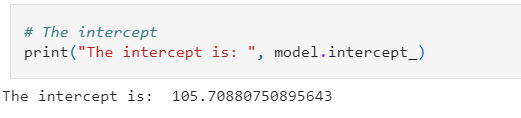 # The intercept
print("The intercept is: ", model.intercept_)
The intercept is:  105.70880750895643